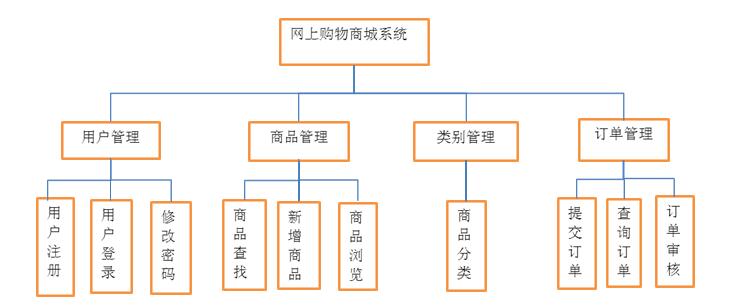 网上购物商城系统
用户管理
商品管理
类别管理
订单管理
用户注册
用户登录
修改密码
商品查找
新增商品
商品浏览
商品分类
提交订单
查询订单
订单审核